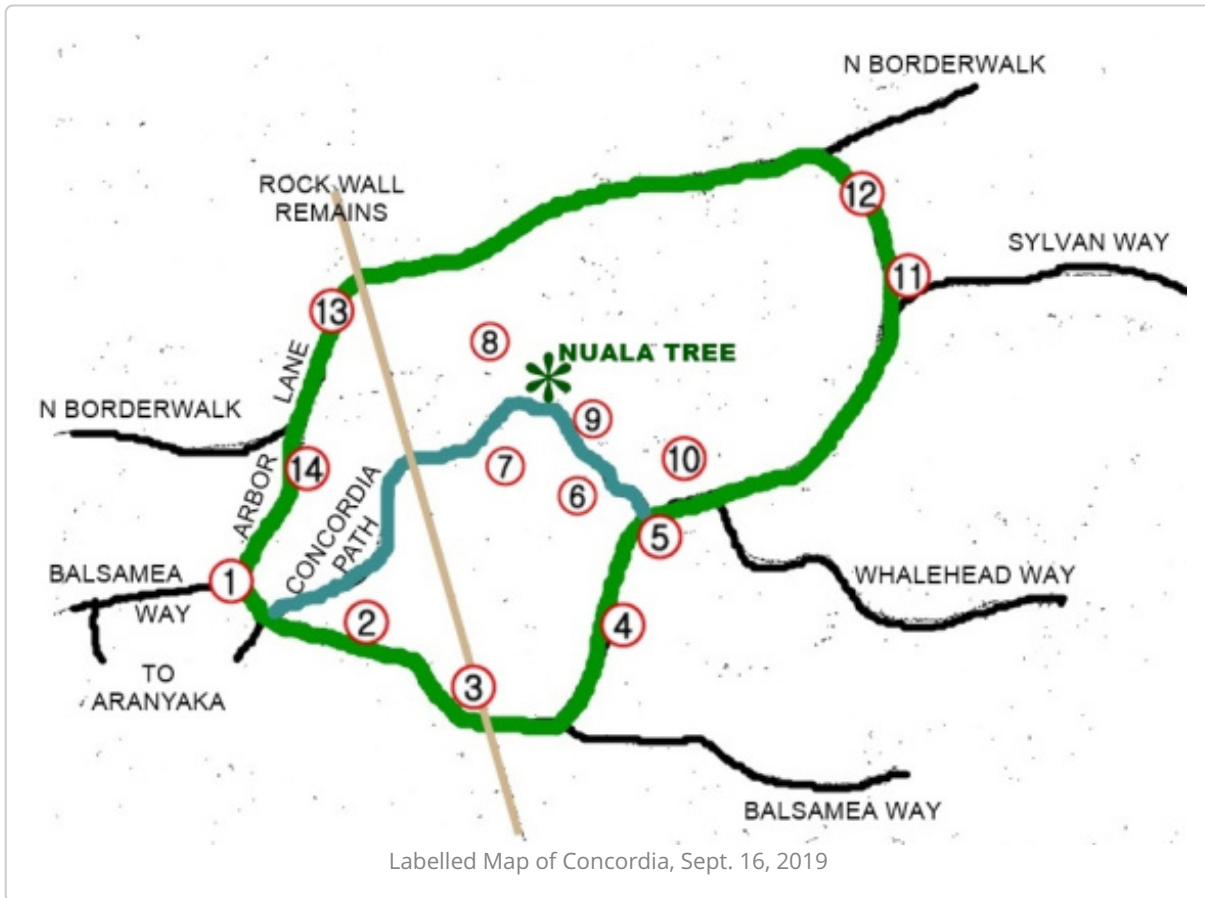 N BORDERWALK
ROCK WALL
REMAINS
12
SYLVAN WAY
11
13
8
NUALA TREE
LANE
N BORDERWALK
9
10
14
7
ARBOR
CONCORDIA
PATH
6
5
BALSAMEA
WAY
1
WHALEHEAD WAY
2
4
TO
ARANYAKA
3
BALSAMEA WAY
Labelled Map of Concordia, Sept. 16, 2019